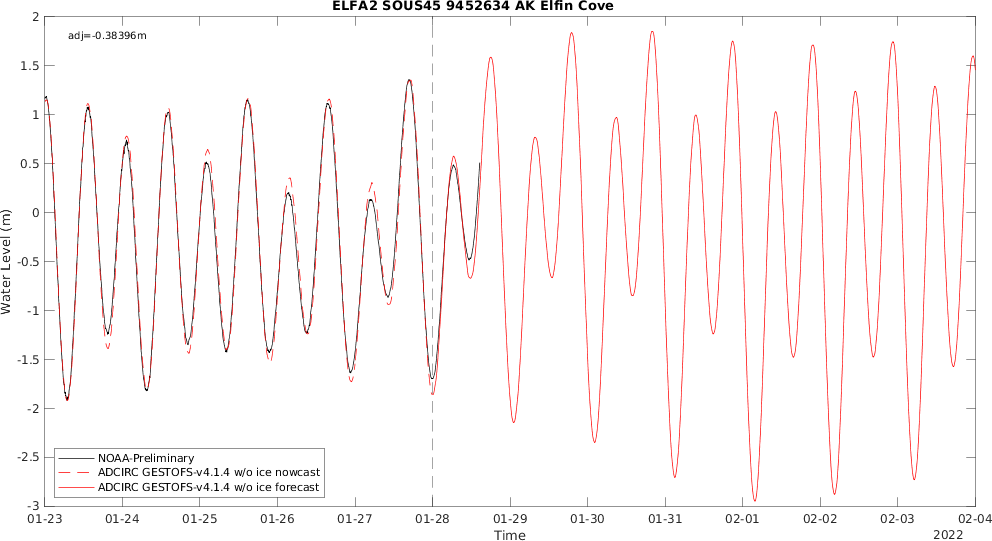 ELFA2 SOUS45 9452634 AK Elfin Cove
adj=-0.38396m
2
1.5
1
0.5
0
-0.5
-1
-1.5
-2
-2.5
-3
Water Level (m)
NOAA-Preliminary
ADCIRC GESTOFS-v4.1.4 w/o ice nowcast
ADCIRC GESTOFS-v4.1.4 w/o ice forecast
01-23 01-24 01-25 01-26 01-27 01-28 01-29 01-30 01-31 02-01 02-02 02-03 02-04
Time
2022